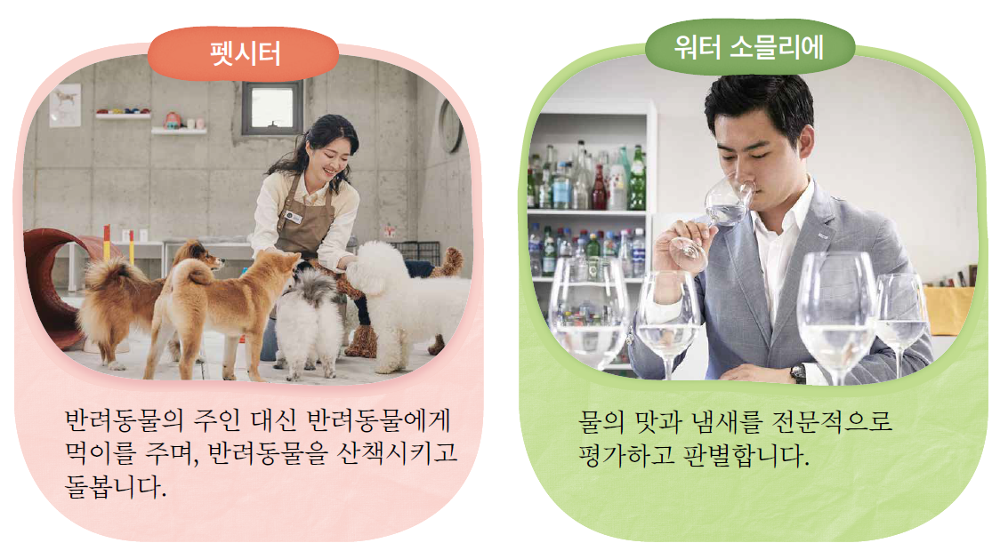 펫시터
반려동물의 주인 대신 반려동물에게
먹이를 주며, 반려동물을 산책시키고
돌봅니다.
워터 소믈리에
물의 맛과 냄새를 전문적으로
평가하고 판별합니다.